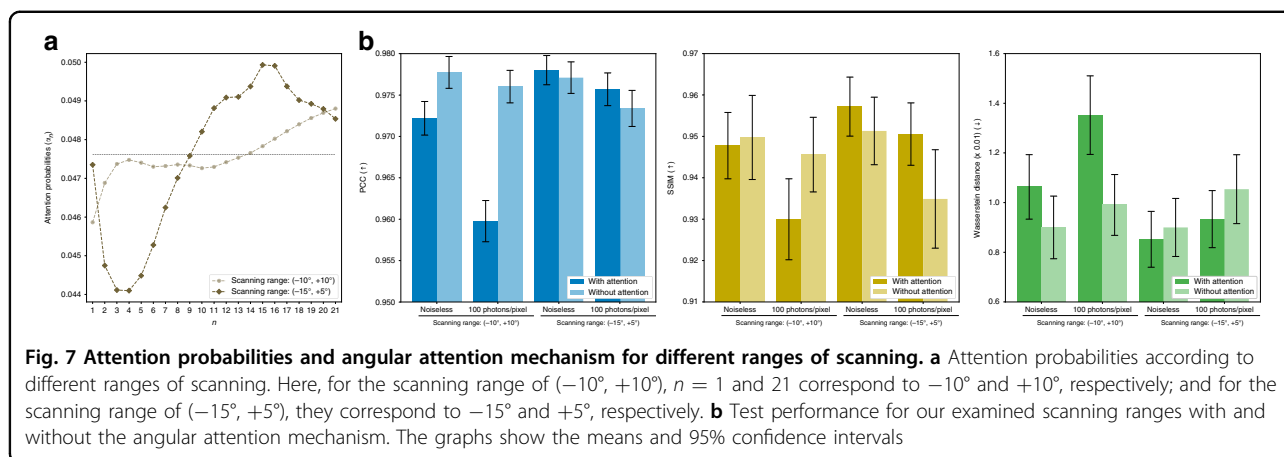 a
0.050
0.049
0.048
0.047
0.046
0.045
0.044
Attention probabilities (αₙ)
Scanning range: (−10°, +10°)
Scanning range: (−15°, +5°)
1 2 3 4 5 6 7 8 9 10 11 12 13 14 15 16 17 18 19 20 21
n
b
0.980
0.975
0.970
0.965
0.960
0.955
0.950
PCC (↑)
With attention
Without attention
Noiseless 100 photons/pixel Noiseless 100 photons/pixel
Scanning range: (−10°, +10°) Scanning range: (−15°, +5°)
0.97
0.96
0.95
0.94
0.93
0.92
0.91
SSIM (↑)
With attention
Without attention
Noiseless 100 photons/pixel Noiseless 100 photons/pixel
Scanning range: (−10°, +10°) Scanning range: (−15°, +5°)
1.6
1.4
1.2
1.0
0.8
0.6
Wasserstein distance (x 0.01) (↓)
With attention
Without attention
Noiseless 100 photons/pixel Noiseless 100 photons/pixel
Scanning range: (−10°, +10°) Scanning range: (−15°, +5°)
Fig. 7 Attention probabilities and angular attention mechanism for different ranges of scanning. a Attention probabilities according to
different ranges of scanning. Here, for the scanning range of (−10°, +10°), n = 1 and 21 correspond to −10° and +10°, respectively; and for the
scanning range of (−15°, +5°), they correspond to −15° and +5°, respectively. b Test performance for our examined scanning ranges with and
without the angular attention mechanism. The graphs show the means and 95% confidence intervals